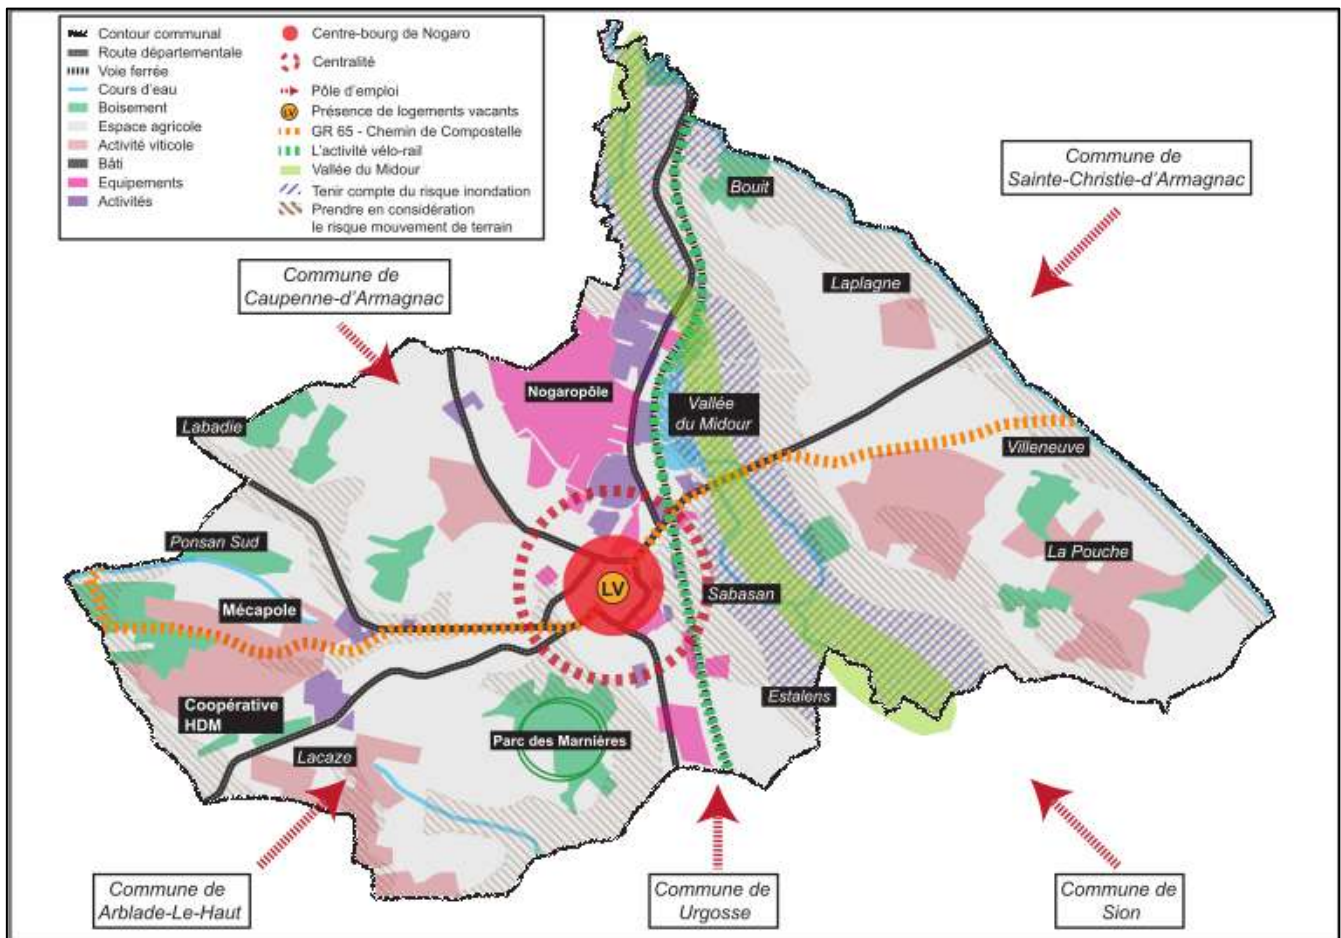 Contour communal
Route départementale
Voie ferrée
Cours d'eau
Boisement
Espace agricole
Activité viticole
Bâti
Equipements
Activités
Centre-bourg de Nogaro
Centralité
Pôle d'emploi
LV Présence de logements vacants
GR 65 - Chemin de Compostelle
L'activité vélo-rail
Vallée du Midour
Tenir compte du risque inondation
Prendre en considération
le risque mouvement de terrain
Commune de
Sainte-Christie-d'Armagnac
Bouit
Commune de
Caupenne-d'Armagnac
Laplagne
Nogaropôle
Vallée
du Midour
Labadie
Villeneuve
Ponsan Sud
La Pouche
LV
Sabasan
Mécapole
Estalens
Coopérative
HDM
Parc des Marnières
Lacaze
Commune de
Arblade-Le-Haut
Commune de
Urgosse
Commune de
Sion